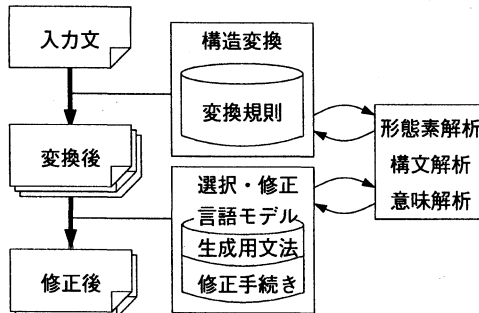 入力文
構造変換
変換規則
変換後
形態素解析
構文解析
意味解析
選択・修正
言語モデル
生成用文法
修正手続き
修正後